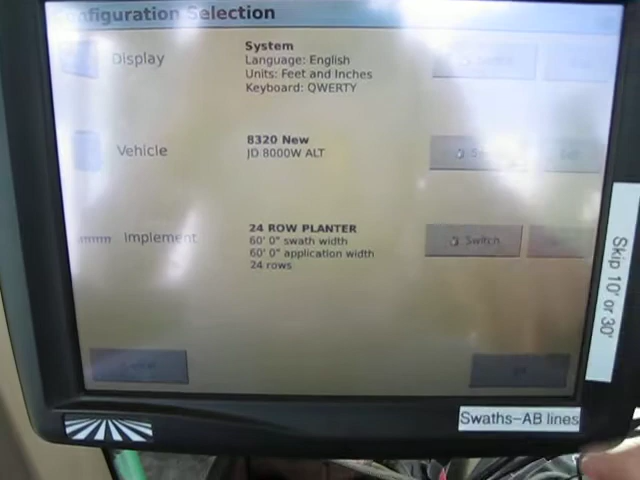 Configuration Selection
Display
System
Language: English
Units: Feet and Inches
Keyboard: QWERTY
Vehicle
8320 New
JD 8000W ALT
Implement
24 ROW PLANTER
60' 0" swath width
60' 0" application width
24 rows
Switch
Skip 10' or 30'
Swaths-AB lines